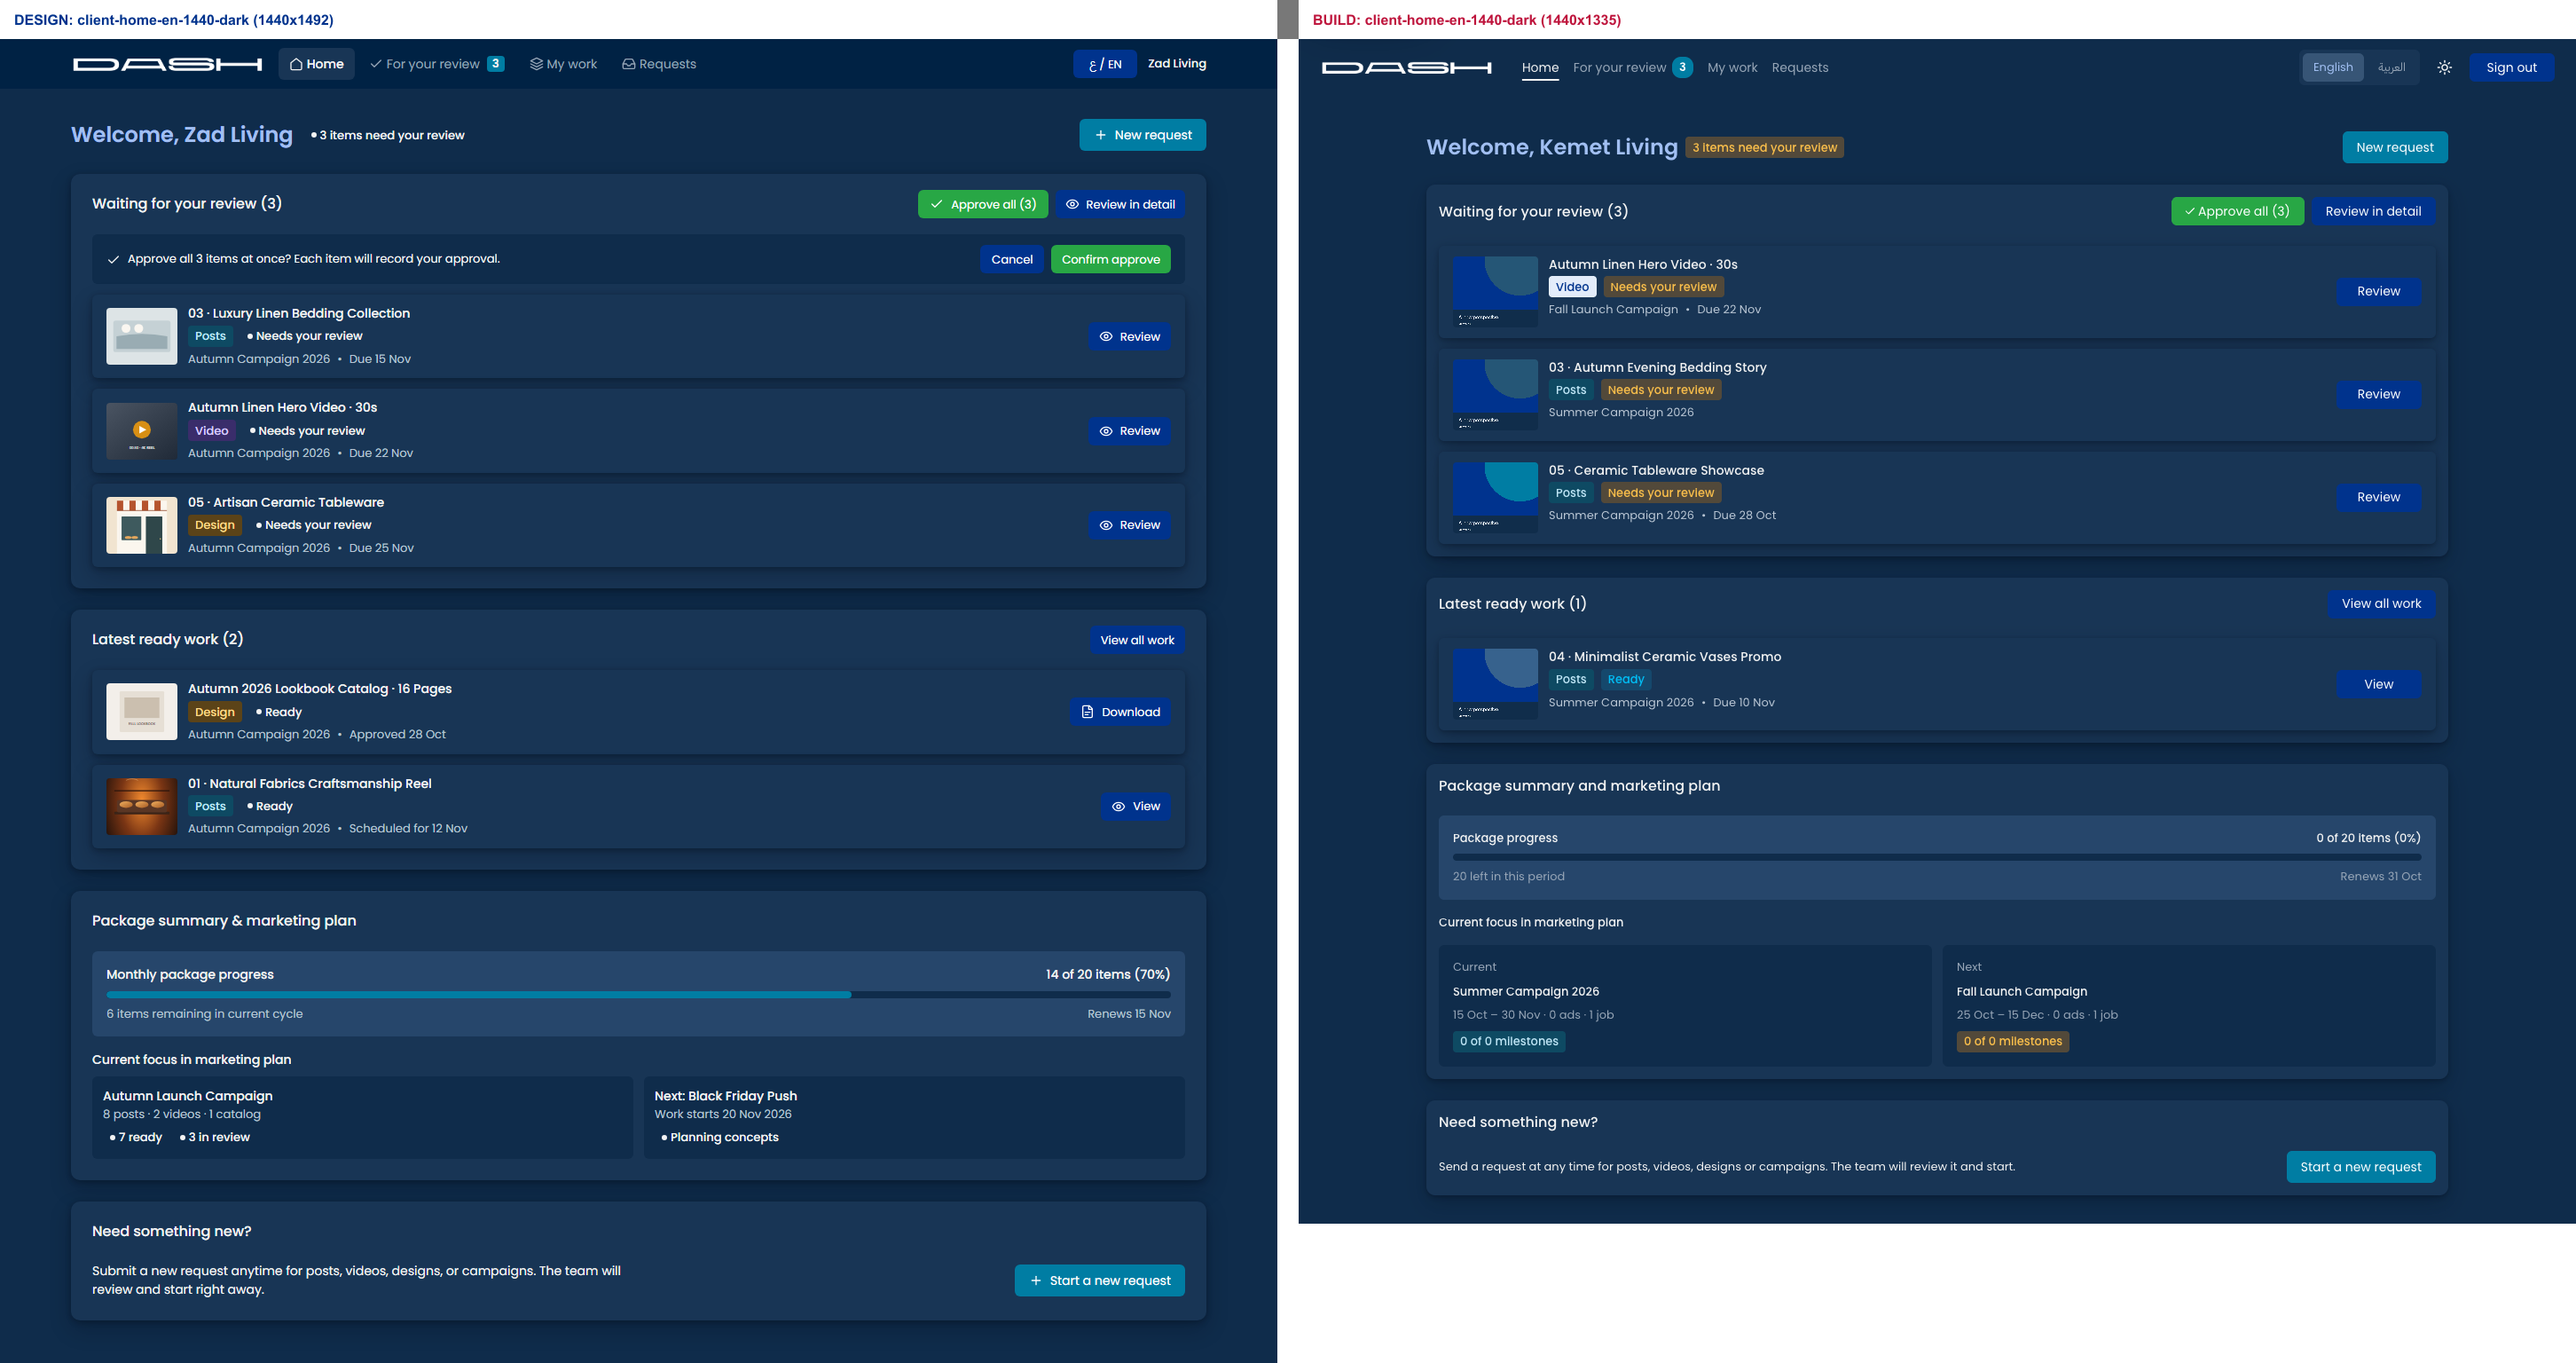 DESIGN: client-home-en-1440-dark (1440x1492)
DASH
Home
For your review 3
My work
Requests
ع / EN
Zad Living
Welcome, Zad Living
3 items need your review
New request
Waiting for your review (3)
Approve all (3)
Review in detail
Approve all 3 items at once? Each item will record your approval.
Cancel
Confirm approve
03 · Luxury Linen Bedding Collection
Posts
Needs your review
Autumn Campaign 2026 • Due 15 Nov
Review
Autumn Linen Hero Video · 30s
Video
Needs your review
Autumn Campaign 2026 • Due 22 Nov
Review
05 · Artisan Ceramic Tableware
Design
Needs your review
Autumn Campaign 2026 • Due 25 Nov
Review
Latest ready work (2)
View all work
Autumn 2026 Lookbook Catalog · 16 Pages
Design
Ready
Autumn Campaign 2026 • Approved 28 Oct
Download
01 · Natural Fabrics Craftsmanship Reel
Posts
Ready
Autumn Campaign 2026 • Scheduled for 12 Nov
View
Package summary & marketing plan
Monthly package progress
14 of 20 items (70%)
6 items remaining in current cycle
Renews 15 Nov
Current focus in marketing plan
Autumn Launch Campaign
8 posts · 2 videos · 1 catalog
7 ready
3 in review
Next: Black Friday Push
Work starts 20 Nov 2026
Planning concepts
Need something new?
Submit a new request anytime for posts, videos, designs, or campaigns. The team will
review and start right away.
Start a new request
BUILD: client-home-en-1440-dark (1440x1335)
DASH
Home
For your review 3
My work
Requests
English
العربية
Sign out
Welcome, Kemet Living
3 items need your review
New request
Waiting for your review (3)
Approve all (3)
Review in detail
Autumn Linen Hero Video · 30s
Video
Needs your review
Fall Launch Campaign • Due 22 Nov
Review
03 · Autumn Evening Bedding Story
Posts
Needs your review
Summer Campaign 2026
Review
05 · Ceramic Tableware Showcase
Posts
Needs your review
Summer Campaign 2026 • Due 28 Oct
Review
Latest ready work (1)
View all work
04 · Minimalist Ceramic Vases Promo
Posts
Ready
Summer Campaign 2026 • Due 10 Nov
View
Package summary and marketing plan
Package progress
0 of 20 items (0%)
20 left in this period
Renews 31 Oct
Current focus in marketing plan
Current
Summer Campaign 2026
15 Oct – 30 Nov · 0 ads · 1 job
0 of 0 milestones
Next
Fall Launch Campaign
25 Oct – 15 Dec · 0 ads · 1 job
0 of 0 milestones
Need something new?
Send a request at any time for posts, videos, designs or campaigns. The team will review it and start.
Start a new request